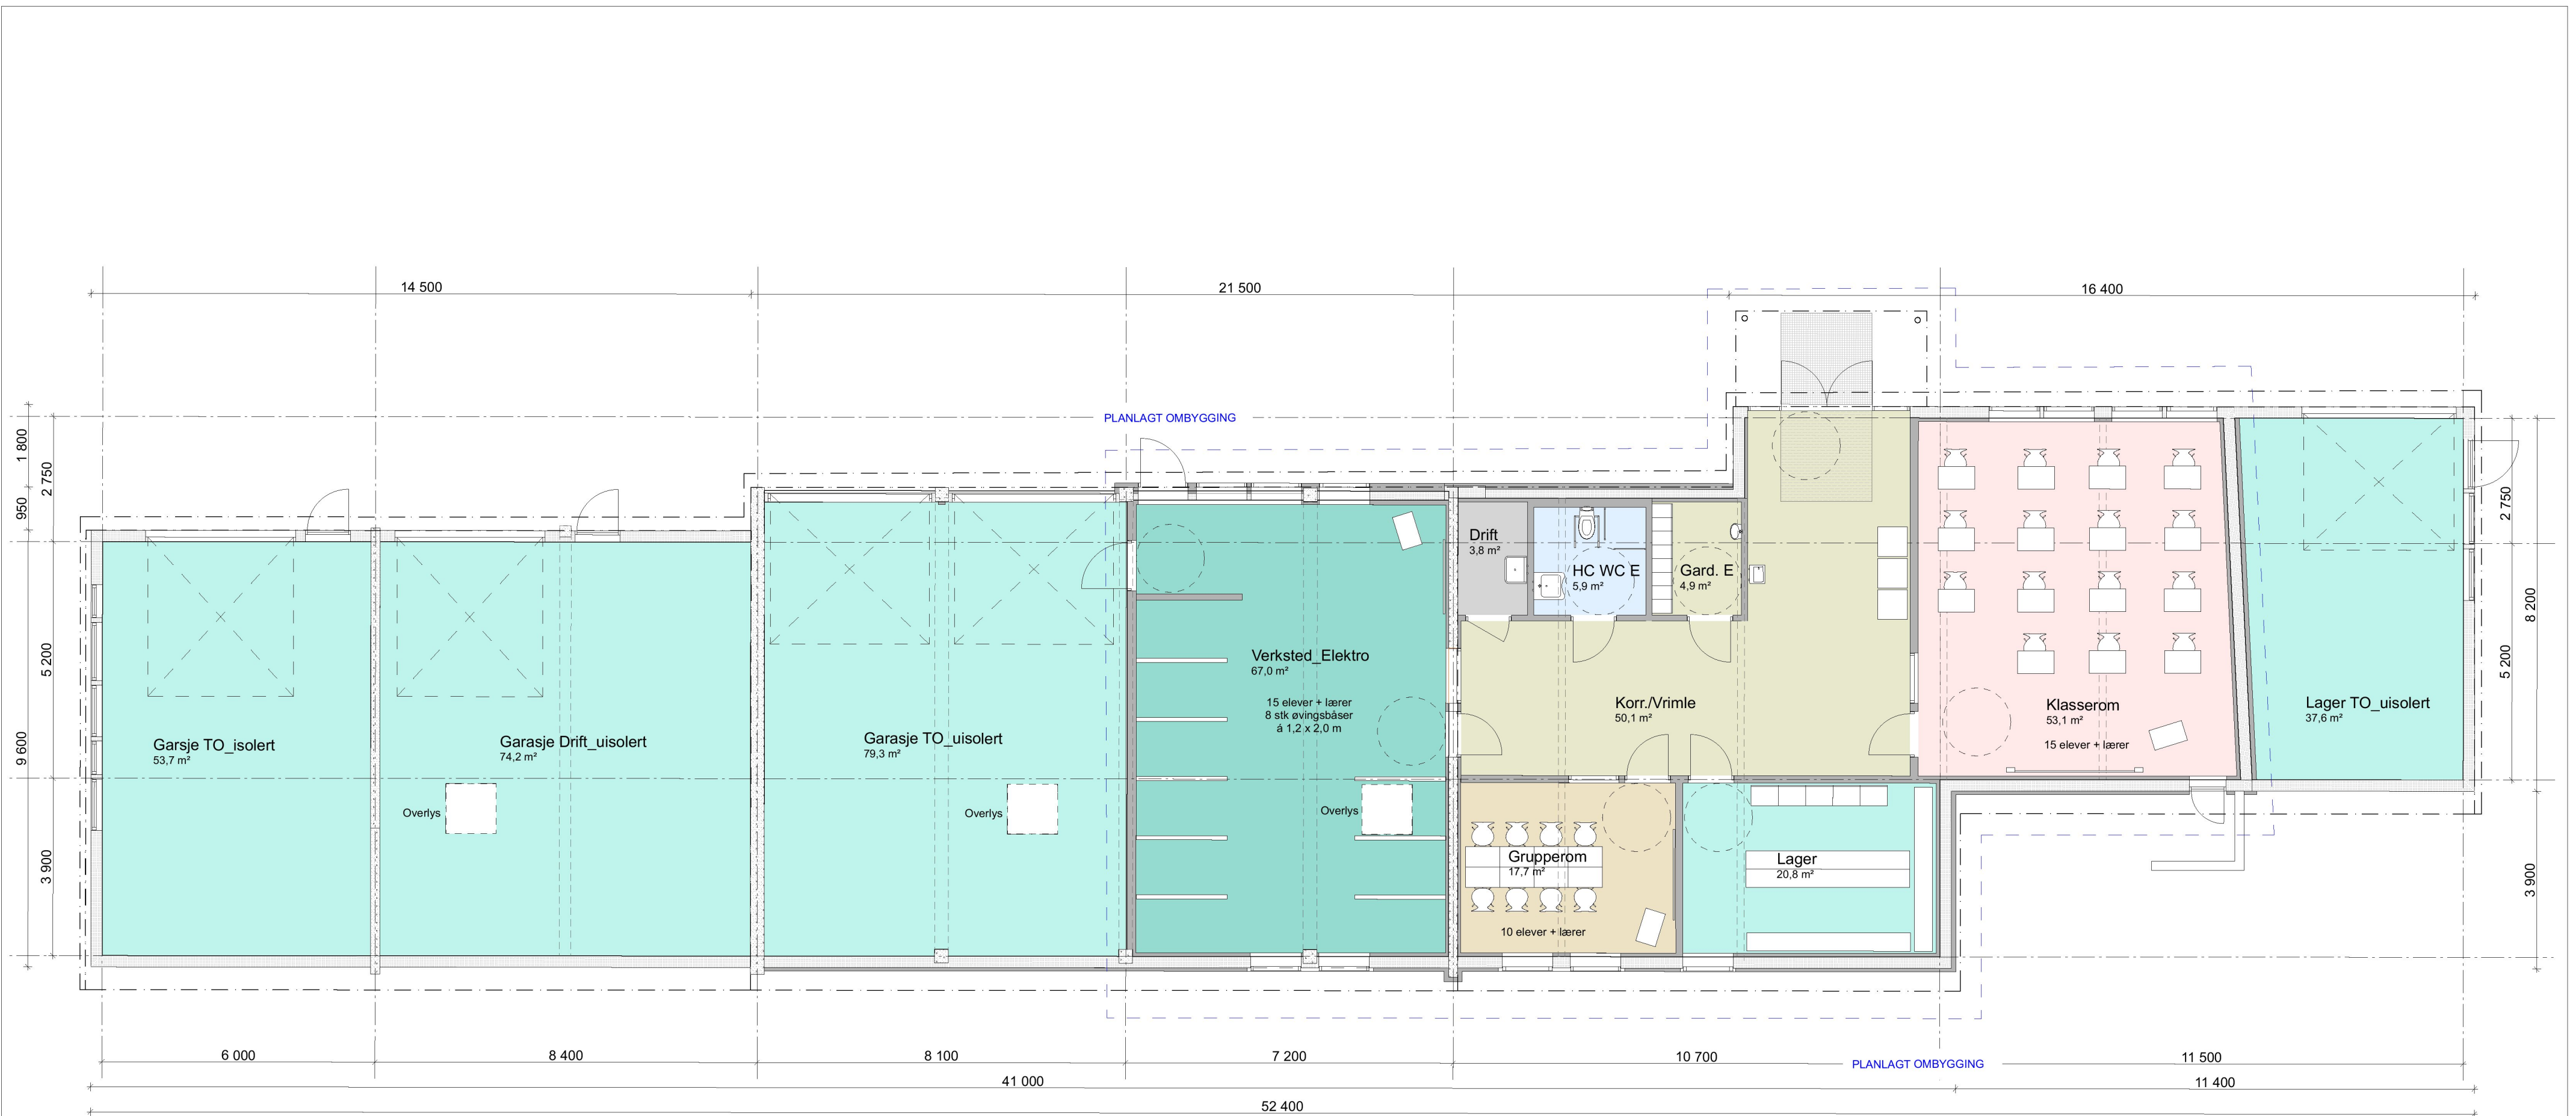 14 500
21 500
16 400
PLANLAGT OMBYGGING
1 800
2 750
950
5 200
9 600
3 900
2 750
8 200
5 200
3 900
Drift
3,8 m²
HC WC E
5,9 m²
Gard. E
4,9 m²
Verksted_Elektro
67,0 m²
15 elever + lærer
8 stk øvingsbåser
á 1,2 x 2,0 m
Korr./Vrimle
50,1 m²
Klasserom
53,1 m²
15 elever + lærer
Lager TO_uisolert
37,6 m²
Garsje TO_isolert
53,7 m²
Garasje Drift_uisolert
74,2 m²
Garasje TO_uisolert
79,3 m²
Overlys
Overlys
Overlys
Grupperom
17,7 m²
10 elever + lærer
Lager
20,8 m²
6 000
8 400
8 100
7 200
10 700
PLANLAGT OMBYGGING
11 500
41 000
11 400
52 400